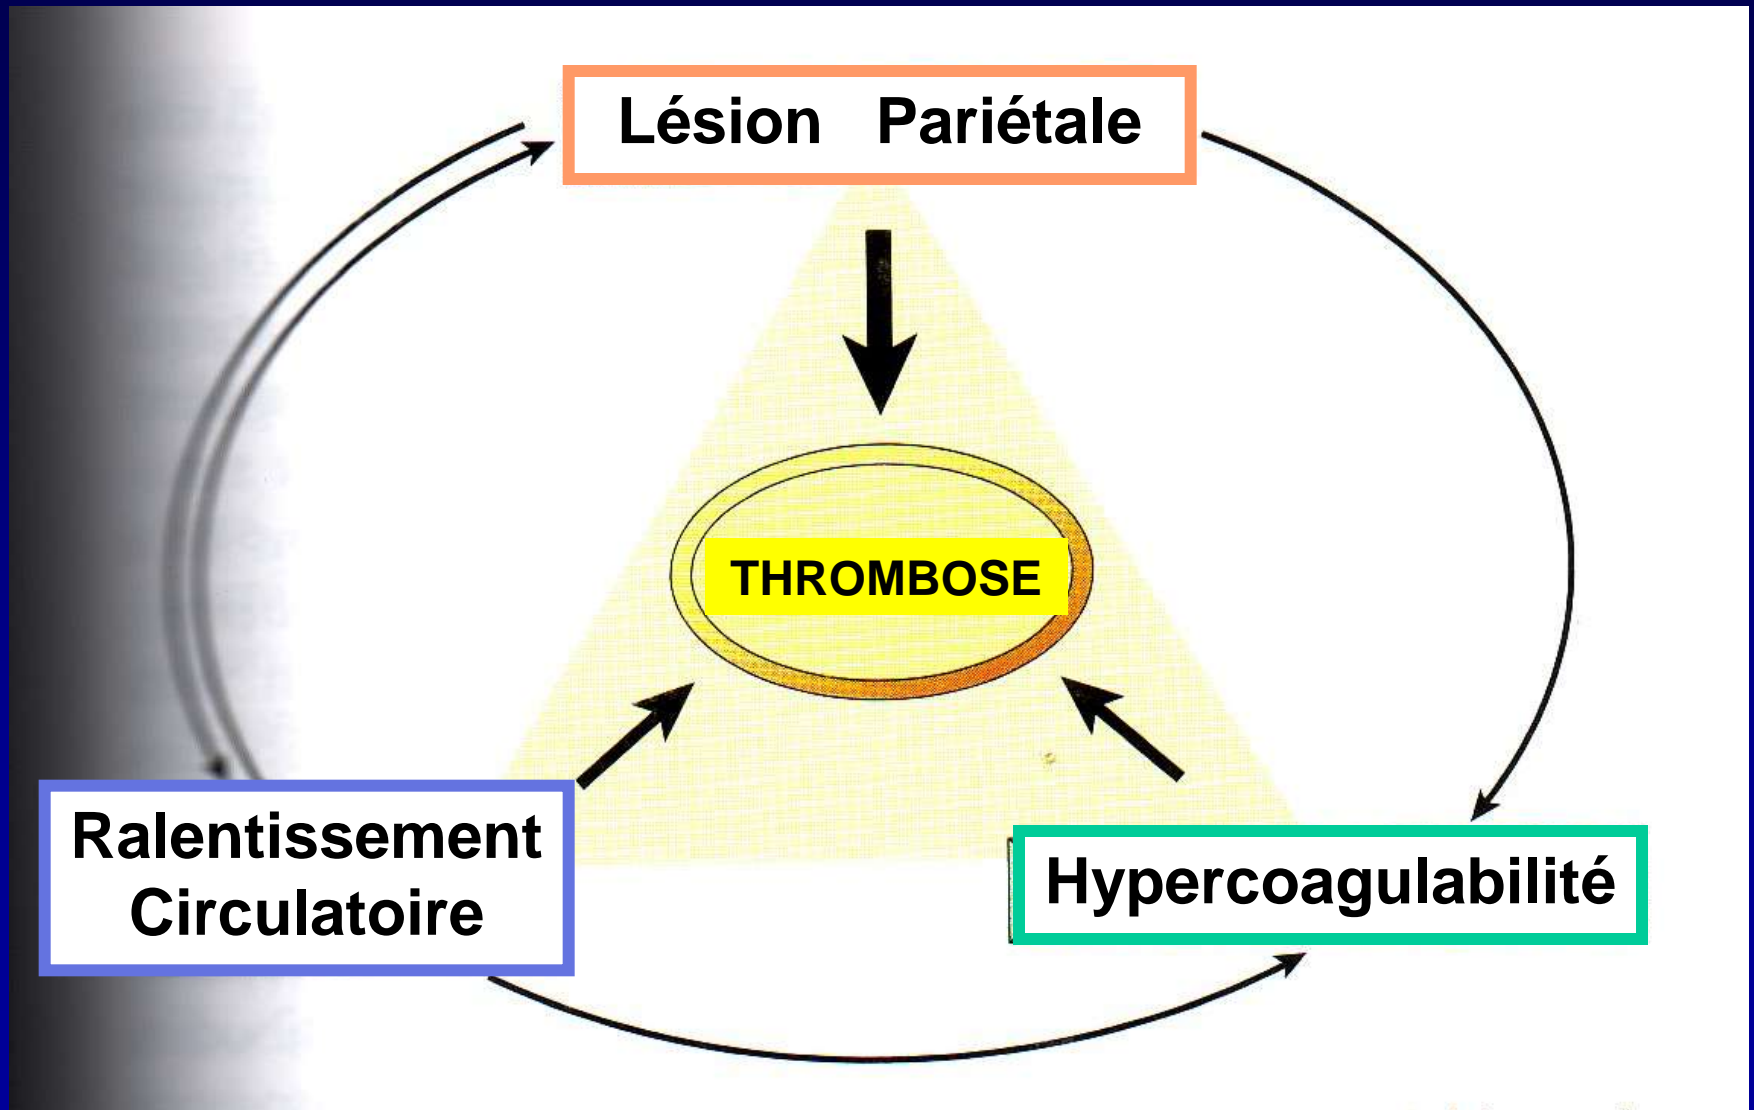 Lésion Pariétale
THROMBOSE
Ralentissement
Circulatoire
Hypercoagulabilité